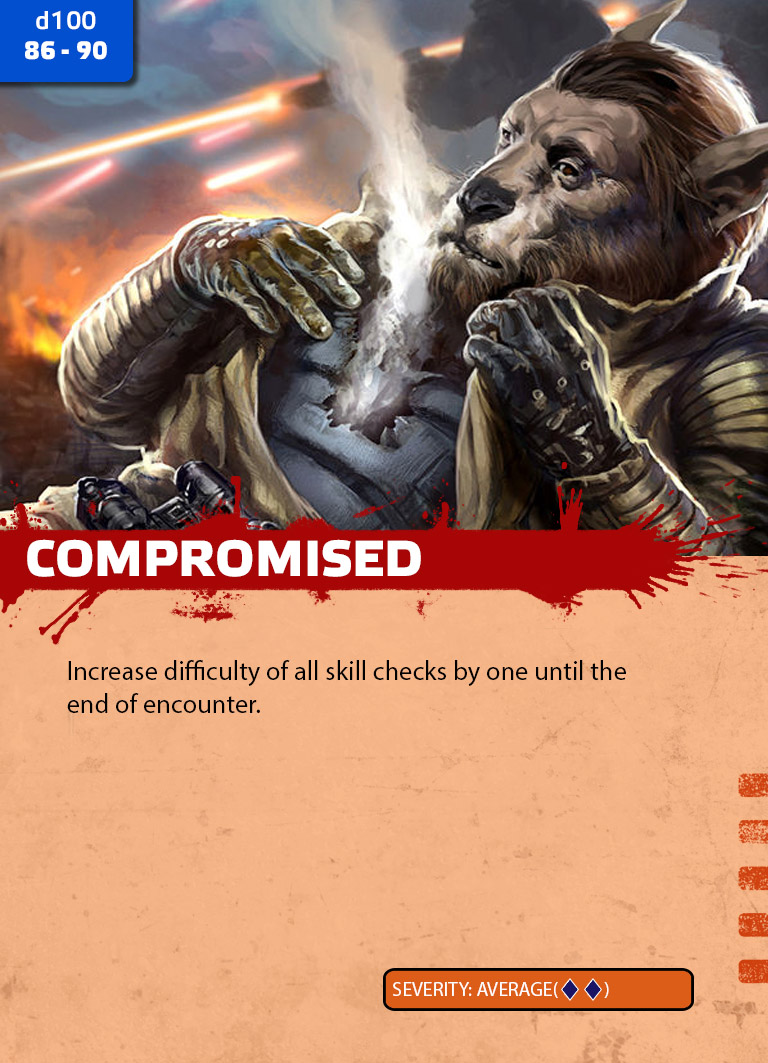 d100
86 - 90
COMPROMISED
Increase difficulty of all skill checks by one until the
end of encounter.
SEVERITY: AVERAGE(♦♦)